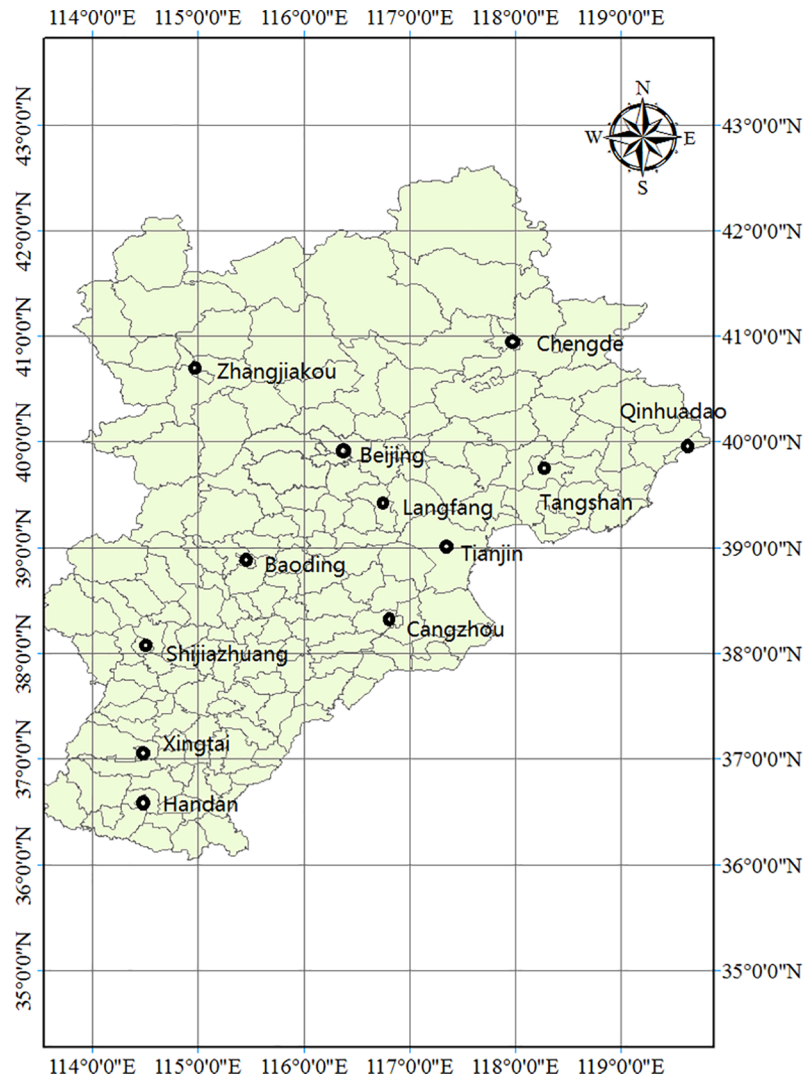 114°0'0"E 115°0'0"E 116°0'0"E 117°0'0"E 118°0'0"E 119°0'0"E
N
W E
S
43°0'0"N 43°0'0"N
42°0'0"N 42°0'0"N
41°0'0"N 41°0'0"N
Chengde
Zhangjiakou
Qinhuadao
40°0'0"N 40°0'0"N
Beijing
Langfang
Tangshan
39°0'0"N 39°0'0"N
Tianjin
Baoding
Cangzhou
38°0'0"N 38°0'0"N
Shijiazhuang
Xingtai
37°0'0"N 37°0'0"N
Handan
36°0'0"N 36°0'0"N
35°0'0"N 35°0'0"N
114°0'0"E 115°0'0"E 116°0'0"E 117°0'0"E 118°0'0"E 119°0'0"E